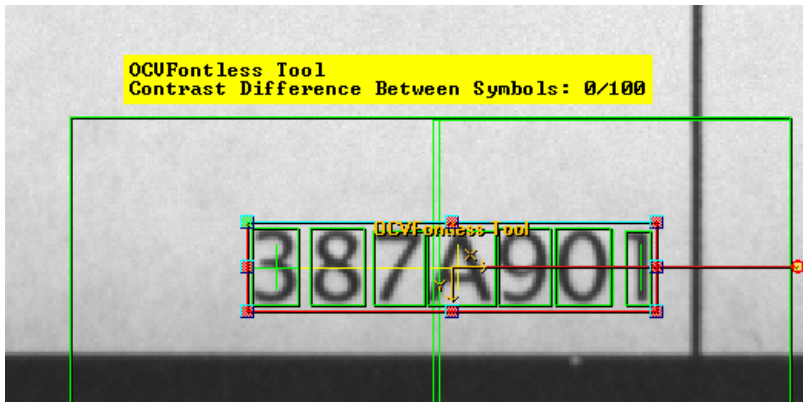 OCVFontless Tool
Contrast Difference Between Symbols: 0/100
OCVFontless Tool
387A901
X
Y